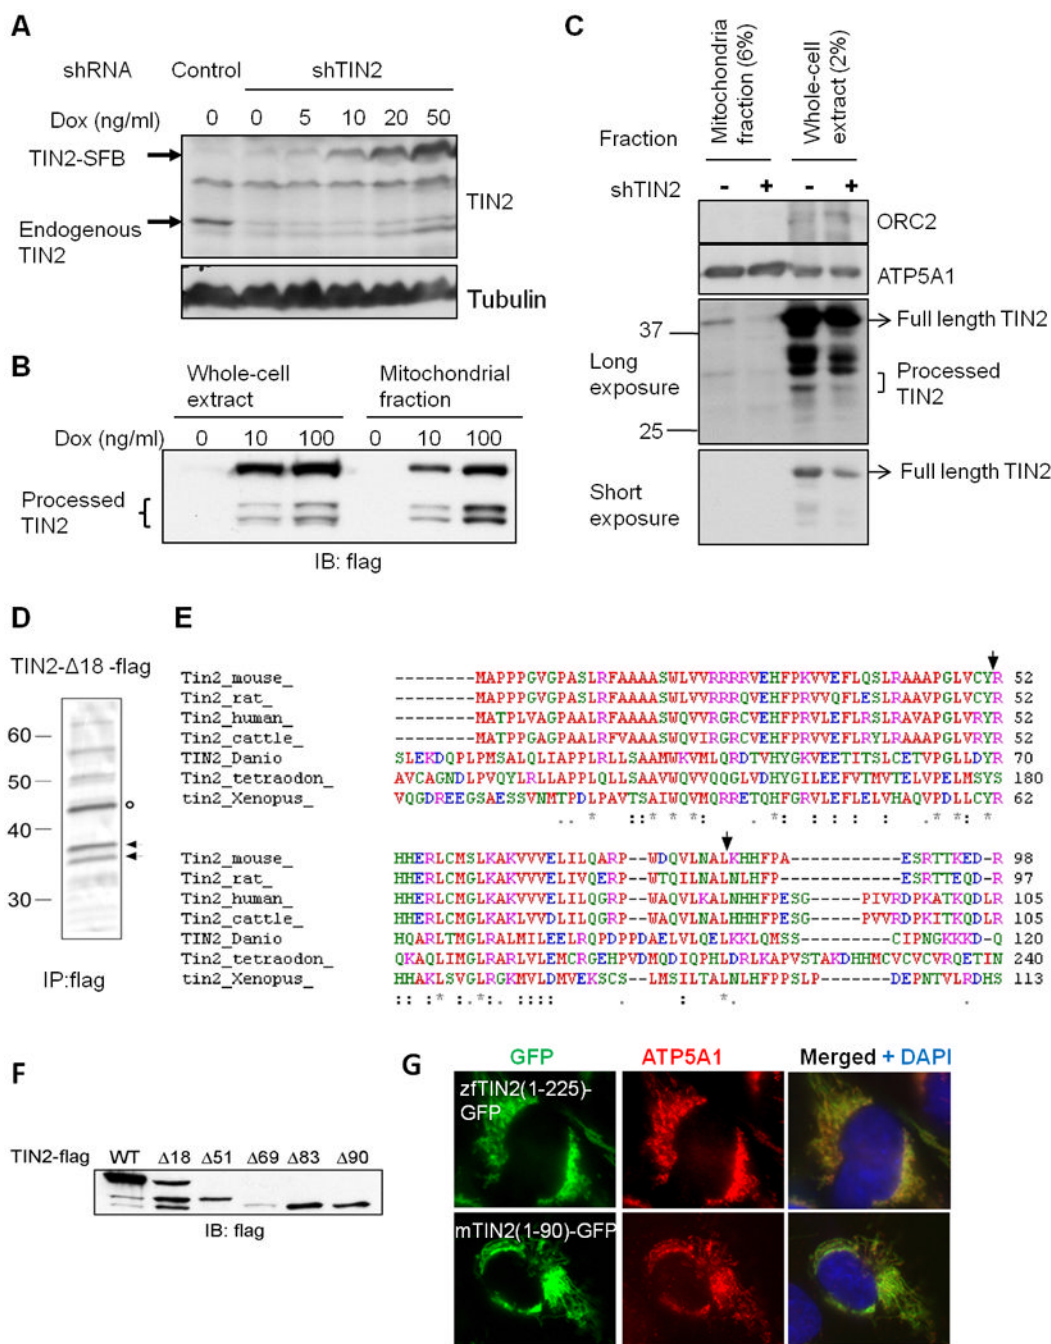 A
shRNA Control shTIN2
Dox (ng/ml) 0 0 5 10 20 50
TIN2-SFB
TIN2
Endogenous
TIN2
Tubulin
B
Whole-cell
extract
Mitochondrial
fraction
Dox (ng/ml) 0 10 100 0 10 100
Processed
TIN2
IB: flag
C
Mitochondria
fraction (6%)
Whole-cell
extract (2%)
Fraction
shTIN2 - + - +
ORC2
ATP5A1
37
Full length TIN2
Long
exposure
Processed
TIN2
25
Full length TIN2
Short
exposure
D
TIN2-Δ18 -flag
60
50
40
30
IP:flag
E
Tin2_mouse_ --------MAPPPGVGPASLRFAAAASWLVVRRRRVEHFPKVVEFLQSLRAAAPGLVCYR 52
Tin2_rat_ --------MAPPPGVGPASLRFAAAASWLVVRRRRVEHFPRVVQFLESLRAAAPGLVCYR 52
Tin2_human_ --------MATPLVAGPAALRFAAAASWQVVRGRCVEHFPRVLEFLRSLRAVAPGLVRYR 52
Tin2_cattle_ --------MATPPGAGPAALRFVAAASWQVIRGRCVEHFPRVLEFLRYLRAAAPGLVRYR 52
TIN2_Danio SLEKDQPLPMSALQLIAPPLRLLSAAMWKVMLQRDTVDHYGKVEETITSLCETVPGLLAYR 70
Tin2_tetraodon_ AVCAGNDLPVQYLRLLAPPLQLLSAAVWQVVQQGLVDHYGILEEFVTMVTELVPELMSYS 180
tin2_Xenopus_ VQGDREEGSAESSVNMTPDLPAVTSAIWQVMQRRETQHFGRVLEFLELVHAQVPDLLCYR 62
Tin2_mouse_ HHERLCMSLKAKVVVELILQARP--WDQVLNALKHHFPA-------ESRTTKED-R 98
Tin2_rat_ HHERLCMGLKAKVVVELIVQERP--WTQILNALNLHFP--------ESRTTEQD-R 97
Tin2_human_ HHERLCMGLKAKVVVELILQGRP--WAQVLKALNHHFPESG----PIVRDPKATKQDLR 105
Tin2_cattle_ HHERLCMGLKAKLVVDLILQGRP--WAQVLNALHHHFPESG----PVVRDPKATKQDLR 105
TIN2_Danio HQARLTMGLRALMILEELRQPDPPDAELVLQELKKLQMSS-------CIPNGKKKD-Q 120
Tin2_tetraodon_ QKAQLIMGLRARLVLEMCRGEHPVDMQDIQPHLDRLKAPVSTAKDHHMCVCVCVRQETIN 240
tin2_Xenopus_ HHAKLSVGLRGKMVLDMVEKSCS--LMSILTALNLHFPPSLP-----DEPNTVLRDHS 113
F
TIN2-flag WT Δ18 Δ51 Δ69 Δ83 Δ90
IB: flag
G
GFP ATP5A1 Merged + DAPI
zfTIN2(1-225)-
GFP
mTIN2(1-90)-GFP